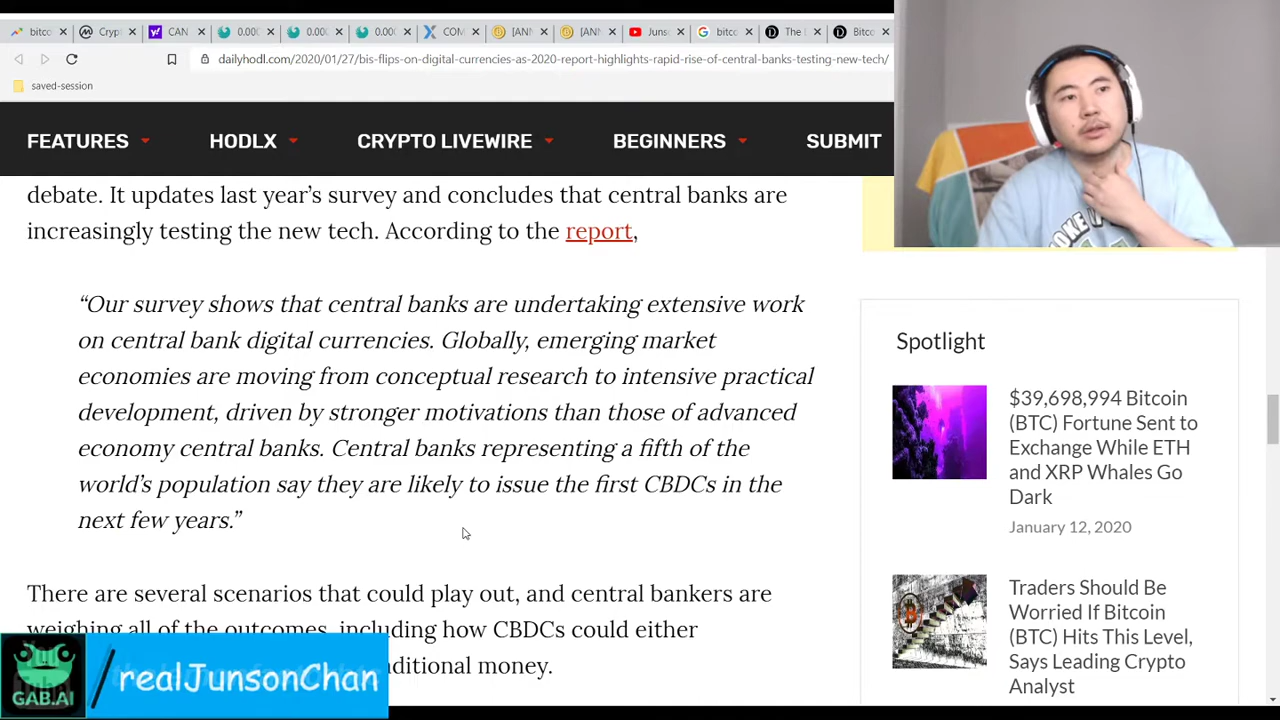 bitco
Cryp
CAN
0.00
0.00
0.00
COM
[AN
[AN
Juns
bitc
The
Bitco
dailyhodl.com/2020/01/27/bis-flips-on-digital-currencies-as-2020-report-highlights-rapid-rise-of-central-banks-testing-new-tech/
saved-session
FEATURES
HODLX
CRYPTO LIVEWIRE
BEGINNERS
SUBMIT
debate. It updates last year’s survey and concludes that central banks are
increasingly testing the new tech. According to the report,
“Our survey shows that central banks are undertaking extensive work
on central bank digital currencies. Globally, emerging market
economies are moving from conceptual research to intensive practical
development, driven by stronger motivations than those of advanced
economy central banks. Central banks representing a fifth of the
world’s population say they are likely to issue the first CBDCs in the
next few years.”
There are several scenarios that could play out, and central bankers are
weighing all of the outcomes, including how CBDCs could either
ditional money.
Spotlight
$39,698,994 Bitcoin
(BTC) Fortune Sent to
Exchange While ETH
and XRP Whales Go
Dark
January 12, 2020
Traders Should Be
Worried If Bitcoin
(BTC) Hits This Level,
Says Leading Crypto
Analyst
GAB.AI
/realJunsonChan